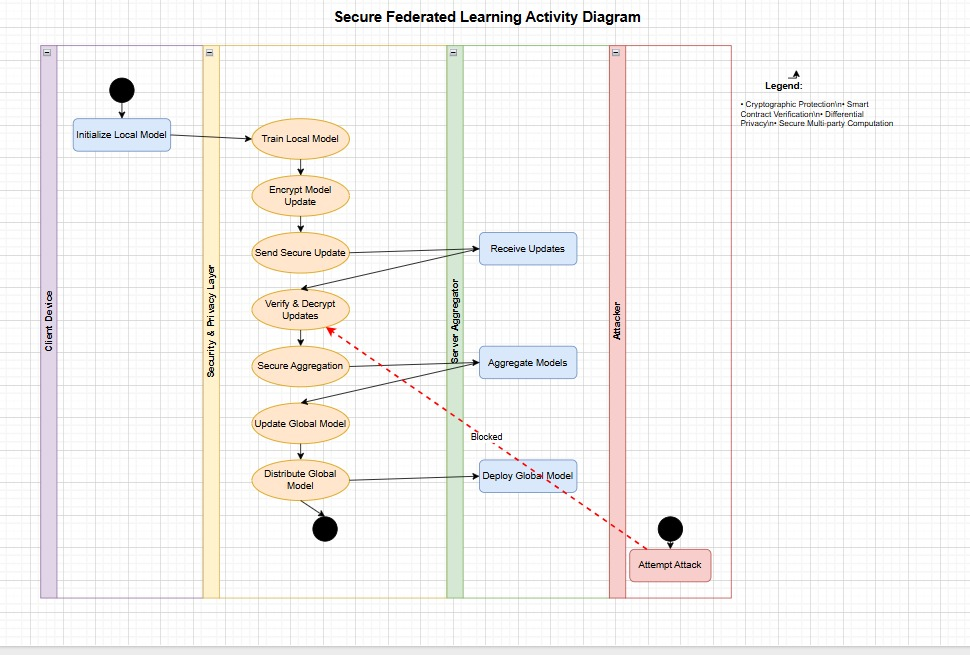 Secure Federated Learning Activity Diagram
Client Device
Initialize Local Model
Security & Privacy Layer
Train Local Model
Encrypt Model
Update
Send Secure Update
Verify & Decrypt
Updates
Secure Aggregation
Update Global Model
Distribute Global
Model
Server Aggregator
Receive Updates
Aggregate Models
Blocked
Deploy Global Model
Attacker
Attempt Attack
Legend:
• Cryptographic Protection\n• Smart
Contract Verification\n• Differential
Privacy\n• Secure Multi-party Computation